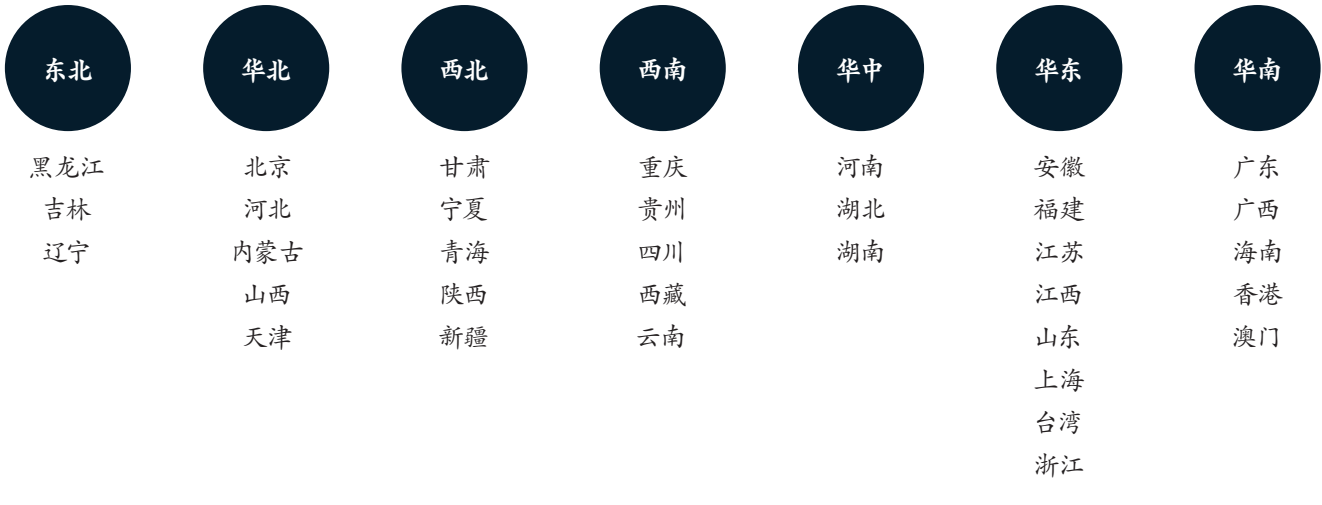 东北
黑龙江
吉林
辽宁
华北
北京
河北
内蒙古
山西
天津
西北
甘肃
宁夏
青海
陕西
新疆
西南
重庆
贵州
四川
西藏
云南
华中
河南
湖北
湖南
华东
安徽
福建
江苏
江西
山东
上海
台湾
浙江
华南
广东
广西
海南
香港
澳门